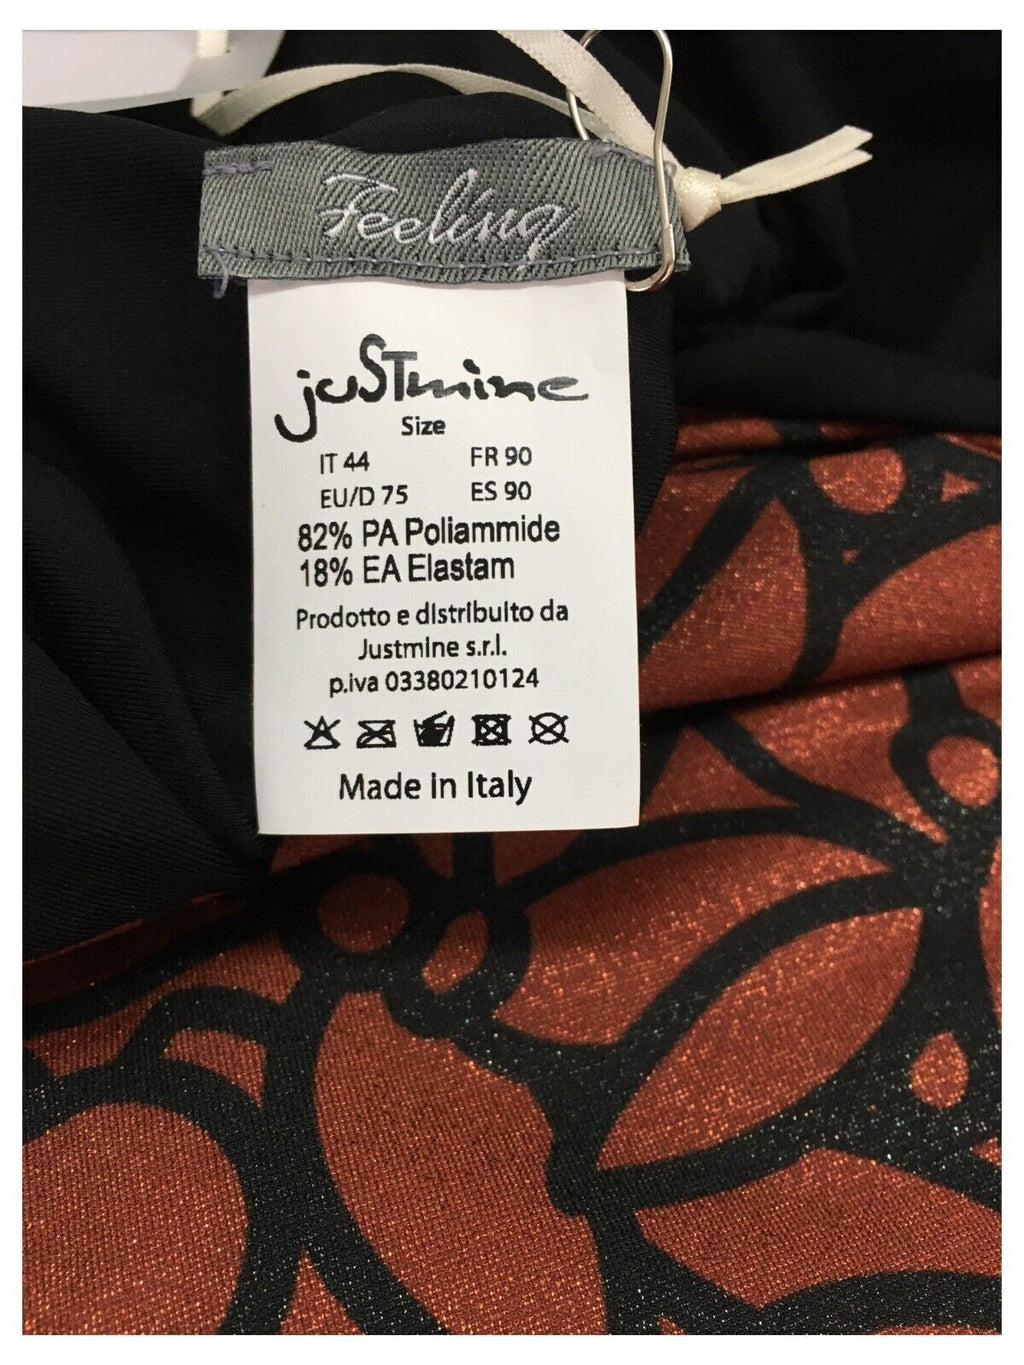 Feeling
juSTmine
Size
IT 44 FR 90
EU/D 75 ES 90
82% PA Poliammide
18% EA Elastam
Prodotto e distribuito da
Justmine s.r.l.
p.iva 03380210124
Made in Italy